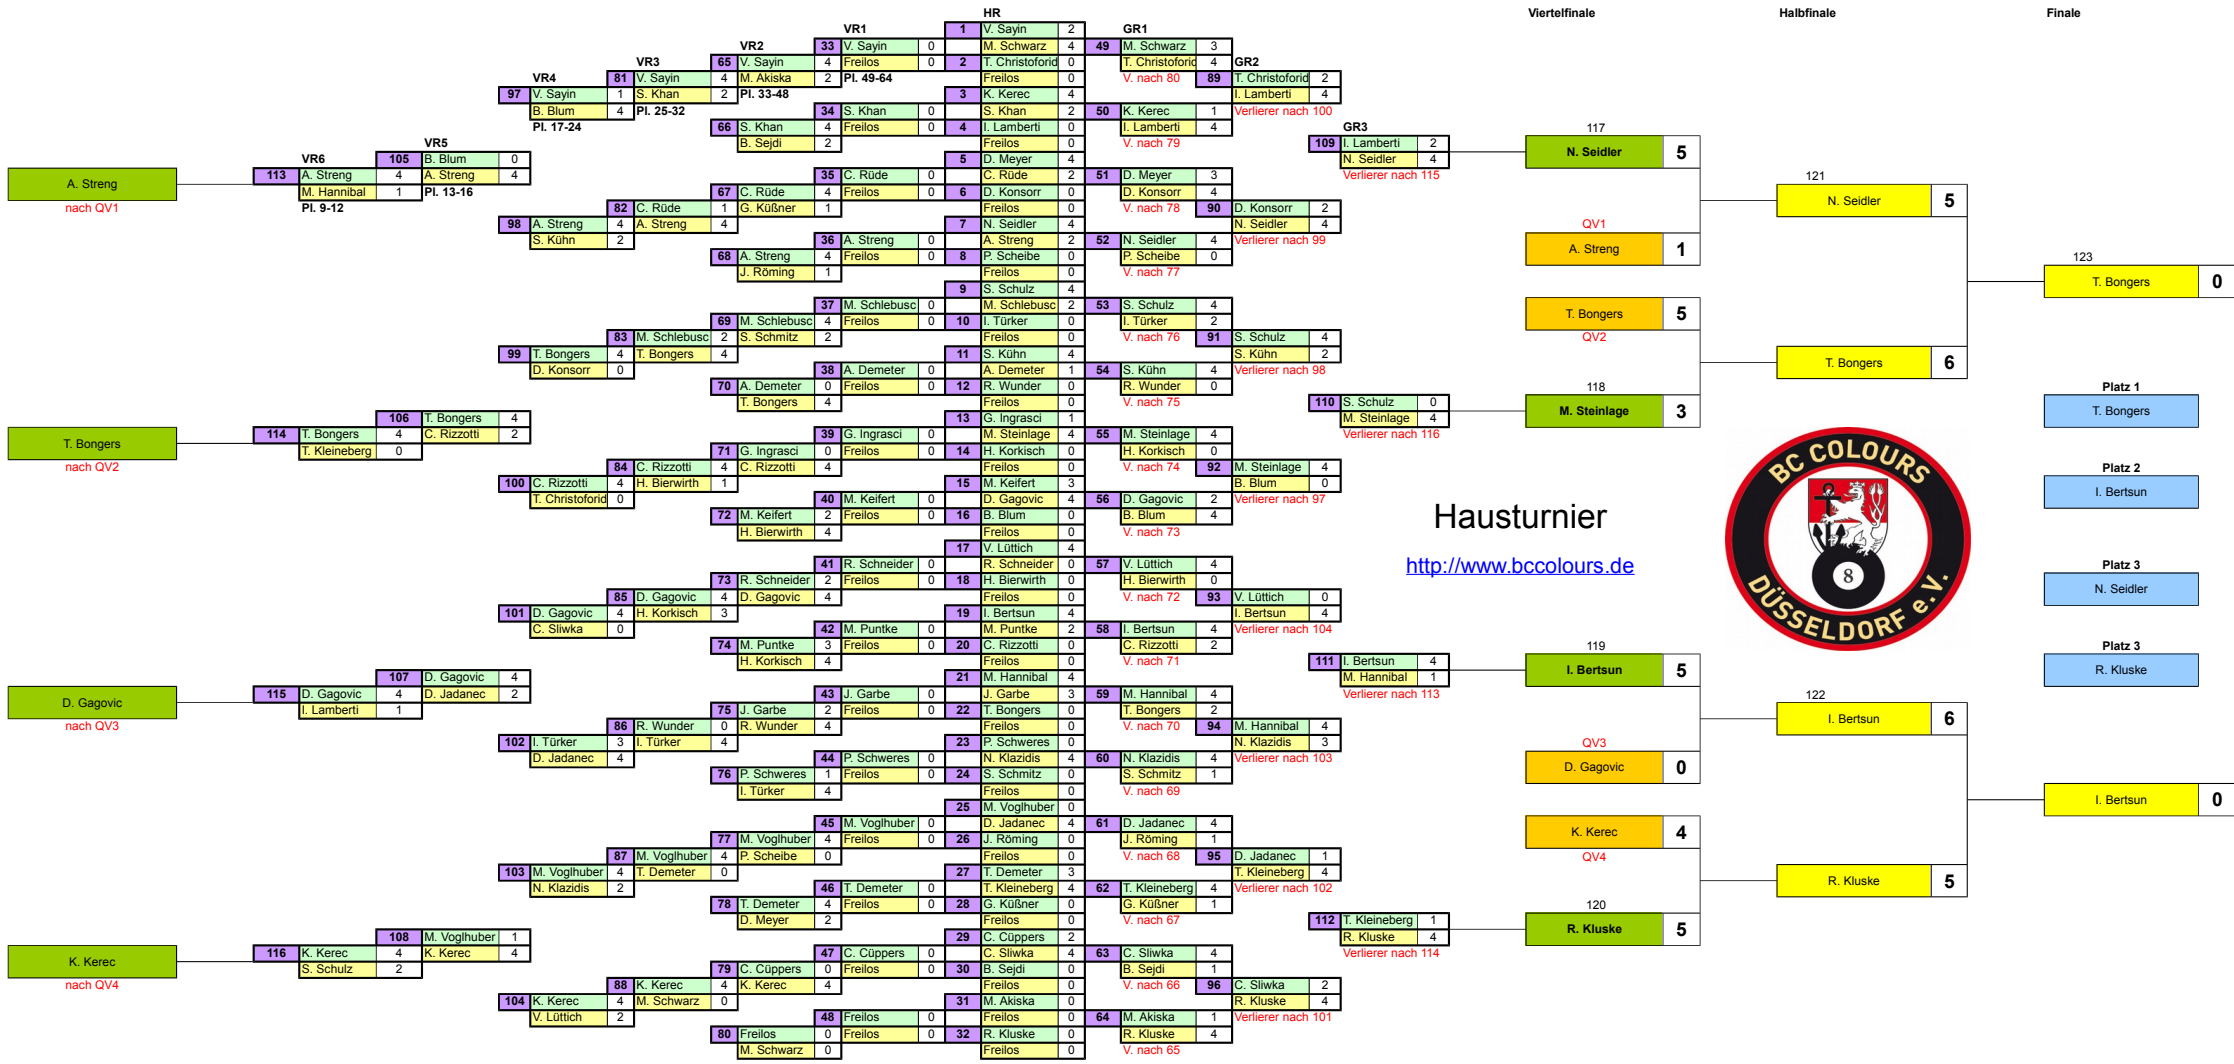 HR
Viertelfinale
Halbfinale
Finale
VR1
1 V. Sayin 2
GR1
33 V. Sayin 0
M. Schwarz 4
49 M. Schwarz 3
VR2
Freilos 0
2 T. Christoforid 0
T. Christoforid 4
GR2
65 V. Sayin 4
M. Akiska 2
Pl. 49-64
Freilos 0
V. nach 80
89 T. Christoforid 2
VR3
81 V. Sayin 4
S. Khan 2
Pl. 33-48
3 K. Kerec 4
I. Lamberti 4
VR4
97 V. Sayin 1
B. Blum 4
Pl. 25-32
34 S. Khan 0
S. Khan 2
50 K. Kerec 1
Verlierer nach 100
Pl. 17-24
66 S. Khan 4
Freilos 0
4 I. Lamberti 0
I. Lamberti 4
B. Sejdi 2
Freilos 0
V. nach 79
GR3
109 I. Lamberti 2
N. Seidler 4
Verlierer nach 115
117
N. Seidler 5
VR5
105 B. Blum 0
A. Streng 4
Pl. 13-16
VR6
113 A. Streng 4
M. Hannibal 1
Pl. 9-12
A. Streng
nach QV1
5 D. Meyer 4
35 C. Rüde 0
C. Rüde 2
51 D. Meyer 3
67 C. Rüde 4
Freilos 0
6 D. Konsorr 0
D. Konsorr 4
82 C. Rüde 1
G. Küßner 1
Freilos 0
V. nach 78
90 D. Konsorr 2
98 A. Streng 4
A. Streng 4
7 N. Seidler 4
N. Seidler 4
S. Kühn 2
36 A. Streng 0
A. Streng 2
52 N. Seidler 4
Verlierer nach 99
68 A. Streng 4
Freilos 0
8 P. Scheibe 0
P. Scheibe 0
J. Röming 1
Freilos 0
V. nach 77
121
N. Seidler 5
QV1
A. Streng 1
123
T. Bongers 0
9 S. Schulz 4
37 M. Schlebusc 0
M. Schlebusc 2
53 S. Schulz 4
69 M. Schlebusc 4
Freilos 0
10 I. Türker 0
I. Türker 2
83 M. Schlebusc 2
S. Schmitz 2
Freilos 0
V. nach 76
91 S. Schulz 4
99 T. Bongers 4
T. Bongers 4
11 S. Kühn 4
S. Kühn 2
D. Konsorr 0
38 A. Demeter 0
A. Demeter 1
54 S. Kühn 4
Verlierer nach 98
70 A. Demeter 0
Freilos 0
12 R. Wunder 0
R. Wunder 0
T. Bongers 4
Freilos 0
V. nach 75
T. Bongers 5
QV2
T. Bongers 6
118
M. Steinlage 3
110 S. Schulz 0
M. Steinlage 4
Verlierer nach 116
Platz 1
T. Bongers
106 T. Bongers 4
C. Rizzotti 2
114 T. Bongers 4
T. Kleineberg 0
T. Bongers
nach QV2
13 G. Ingrasci 1
39 G. Ingrasci 0
M. Steinlage 4
55 M. Steinlage 4
71 G. Ingrasci 0
Freilos 0
14 H. Korkisch 0
H. Korkisch 0
84 C. Rizzotti 4
C. Rizzotti 4
Freilos 0
V. nach 74
92 M. Steinlage 4
100 C. Rizzotti 4
H. Bierwirth 1
15 M. Keifert 3
B. Blum 0
T. Christoforid 0
40 M. Keifert 0
D. Gagovic 4
56 D. Gagovic 2
Verlierer nach 97
72 M. Keifert 2
Freilos 0
16 B. Blum 0
B. Blum 4
H. Bierwirth 4
Freilos 0
V. nach 73
Hausturnier
http://www.bccolours.de
BC COLOURS
8
DÜSSELDORF e.V.
Platz 2
I. Bertsun
Platz 3
N. Seidler
Platz 3
R. Kluske
17 V. Lüttich 4
41 R. Schneider 0
R. Schneider 0
57 V. Lüttich 4
73 R. Schneider 2
Freilos 0
18 H. Bierwirth 0
H. Bierwirth 0
85 D. Gagovic 4
D. Gagovic 4
Freilos 0
V. nach 72
93 V. Lüttich 0
101 D. Gagovic 4
H. Korkisch 3
19 I. Bertsun 4
I. Bertsun 4
C. Sliwka 0
42 M. Puntke 0
M. Puntke 2
58 I. Bertsun 4
Verlierer nach 104
74 M. Puntke 3
Freilos 0
20 C. Rizzotti 0
C. Rizzotti 2
H. Korkisch 4
Freilos 0
V. nach 71
111 I. Bertsun 4
M. Hannibal 1
Verlierer nach 113
119
I. Bertsun 5
107 D. Gagovic 4
D. Jadanec 2
115 D. Gagovic 4
I. Lamberti 1
D. Gagovic
nach QV3
21 M. Hannibal 4
43 J. Garbe 0
J. Garbe 3
59 M. Hannibal 4
75 J. Garbe 2
Freilos 0
22 T. Bongers 0
T. Bongers 2
86 R. Wunder 0
R. Wunder 4
Freilos 0
V. nach 70
94 M. Hannibal 4
102 I. Türker 3
I. Türker 4
23 P. Schweres 0
N. Klazidis 3
D. Jadanec 4
44 P. Schweres 0
N. Klazidis 4
60 N. Klazidis 4
Verlierer nach 103
76 P. Schweres 1
Freilos 0
24 S. Schmitz 0
S. Schmitz 1
I. Türker 4
Freilos 0
V. nach 69
122
I. Bertsun 6
QV3
D. Gagovic 0
I. Bertsun 0
25 M. Voglhuber 0
45 M. Voglhuber 0
D. Jadanec 4
61 D. Jadanec 4
77 M. Voglhuber 4
Freilos 0
26 J. Röming 0
J. Röming 1
87 M. Voglhuber 4
P. Scheibe 0
Freilos 0
V. nach 68
95 D. Jadanec 1
103 M. Voglhuber 4
T. Demeter 0
27 T. Demeter 3
T. Kleineberg 4
N. Klazidis 2
46 T. Demeter 0
T. Kleineberg 4
62 T. Kleineberg 4
Verlierer nach 102
78 T. Demeter 4
Freilos 0
28 G. Küßner 0
G. Küßner 1
D. Meyer 2
Freilos 0
V. nach 67
K. Kerec 4
QV4
R. Kluske 5
120
R. Kluske 5
112 T. Kleineberg 1
R. Kluske 4
Verlierer nach 114
108 M. Voglhuber 1
K. Kerec 4
116 K. Kerec 4
S. Schulz 2
K. Kerec
nach QV4
29 C. Cüppers 2
47 C. Cüppers 0
C. Sliwka 4
63 C. Sliwka 4
79 C. Cüppers 0
Freilos 0
30 B. Sejdi 0
B. Sejdi 1
88 K. Kerec 4
K. Kerec 4
Freilos 0
V. nach 66
96 C. Sliwka 2
104 K. Kerec 4
M. Schwarz 0
31 M. Akiska 0
R. Kluske 4
V. Lüttich 2
48 Freilos 0
Freilos 0
64 M. Akiska 1
Verlierer nach 101
80 Freilos 0
Freilos 0
32 R. Kluske 0
R. Kluske 4
M. Schwarz 0
Freilos 0
V. nach 65